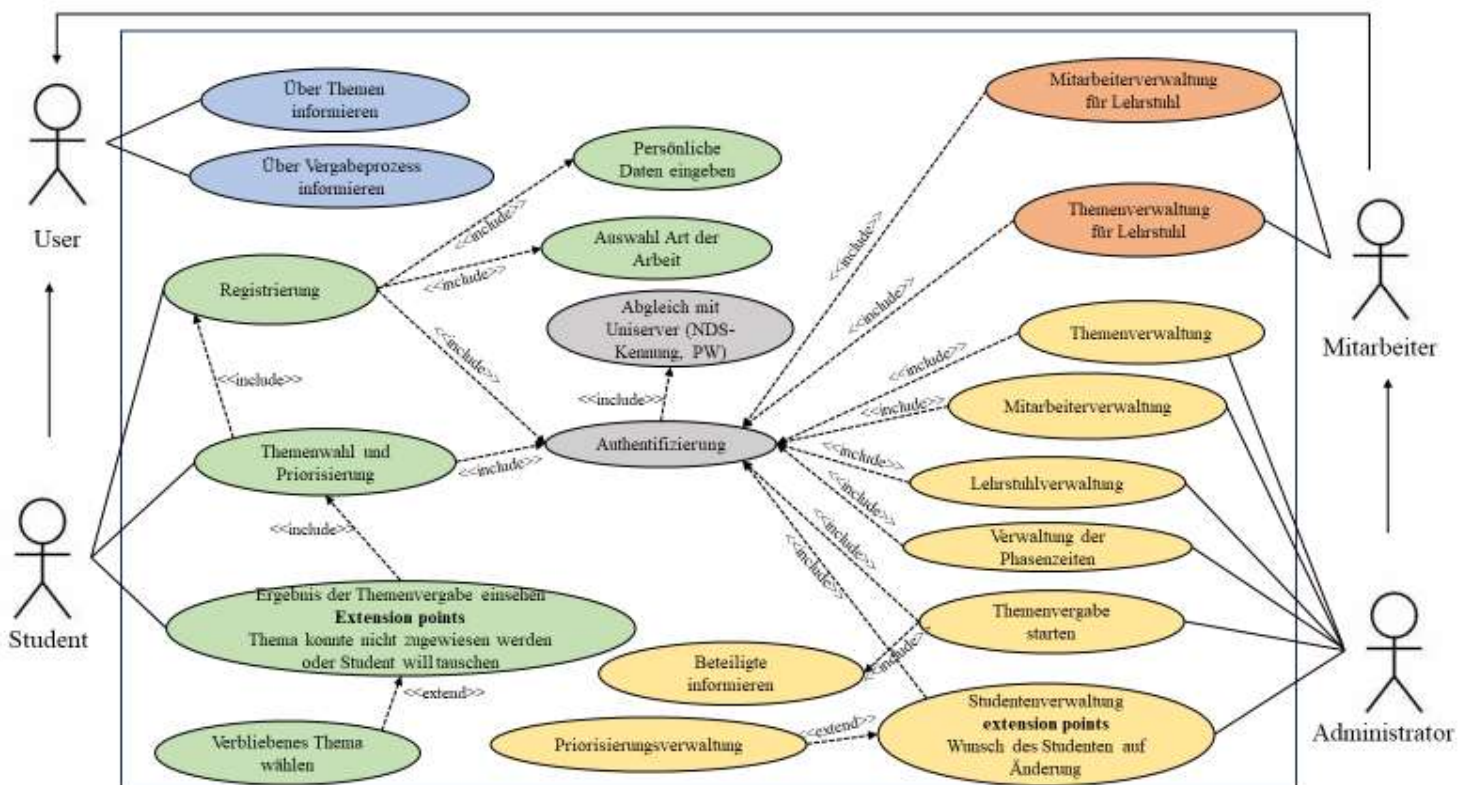 Über Themen
informieren
Über Vergabeprozess
informieren
User
Persönliche
Daten eingeben
<<include>>
Auswahl Art der
Arbeit
<<include>>
Registrierung
<<include>>
<<include>>
Abgleich mit
Uniserver (NDS-
Kennung, PW)
<<include>>
Authentifizierung
Themenwahl und
Priorisierung
<<include>>
<<include>>
Student
Ergebnis der Themenvergabe einsehen
Extension points
Thema konnte nicht zugewiesen werden
oder Student will tauschen
<<extend>>
Verbliebenes Thema
wählen
Mitarbeiterverwaltung
für Lehrstuhl
<<include>>
Themenverwaltung
für Lehrstuhl
<<include>>
Mitarbeiter
Themenverwaltung
<<include>>
Mitarbeiterverwaltung
<<include>>
Lehrstuhlverwaltung
<<include>>
Verwaltung der
Phasenzeiten
<<include>>
Themenvergabe
starten
<<include>>
<<include>>
<<include>>
Beteiligte
informieren
Studentenverwaltung
extension points
Wunsch des Studenten auf
Änderung
<<extend>>
Priorisierungsverwaltung
Administrator